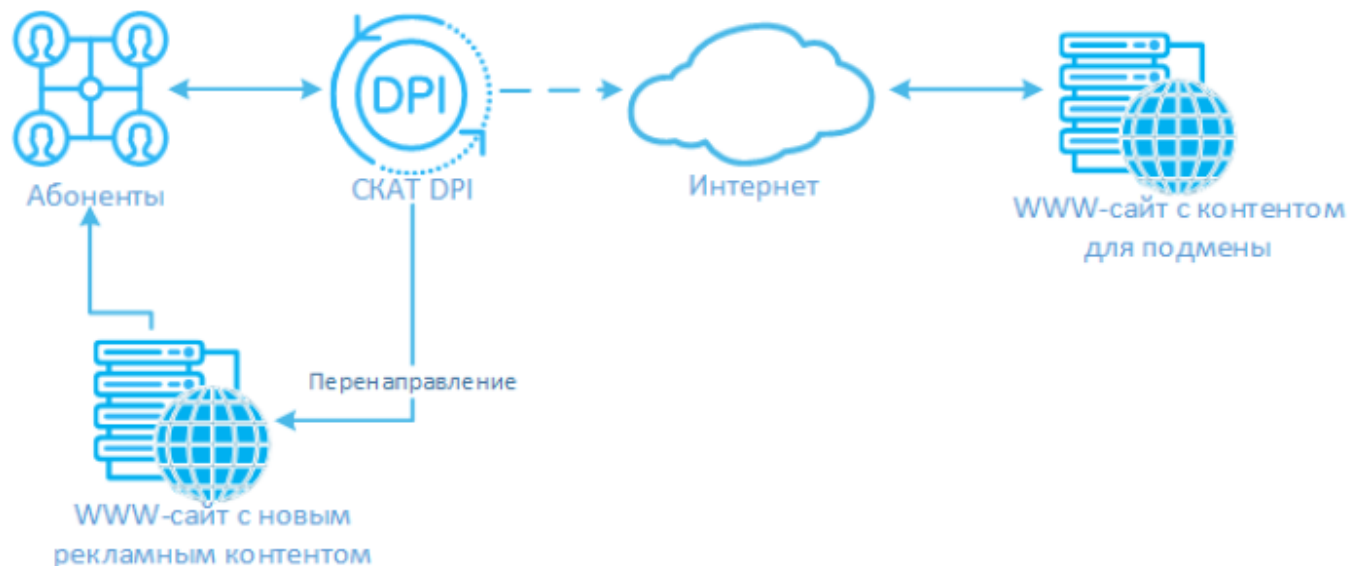 DPI
Абоненты
СКАТ DPI
Интернет
WWW-сайт с контентом
для подмены
Перенаправление
WWW-сайт с новым
рекламным контентом